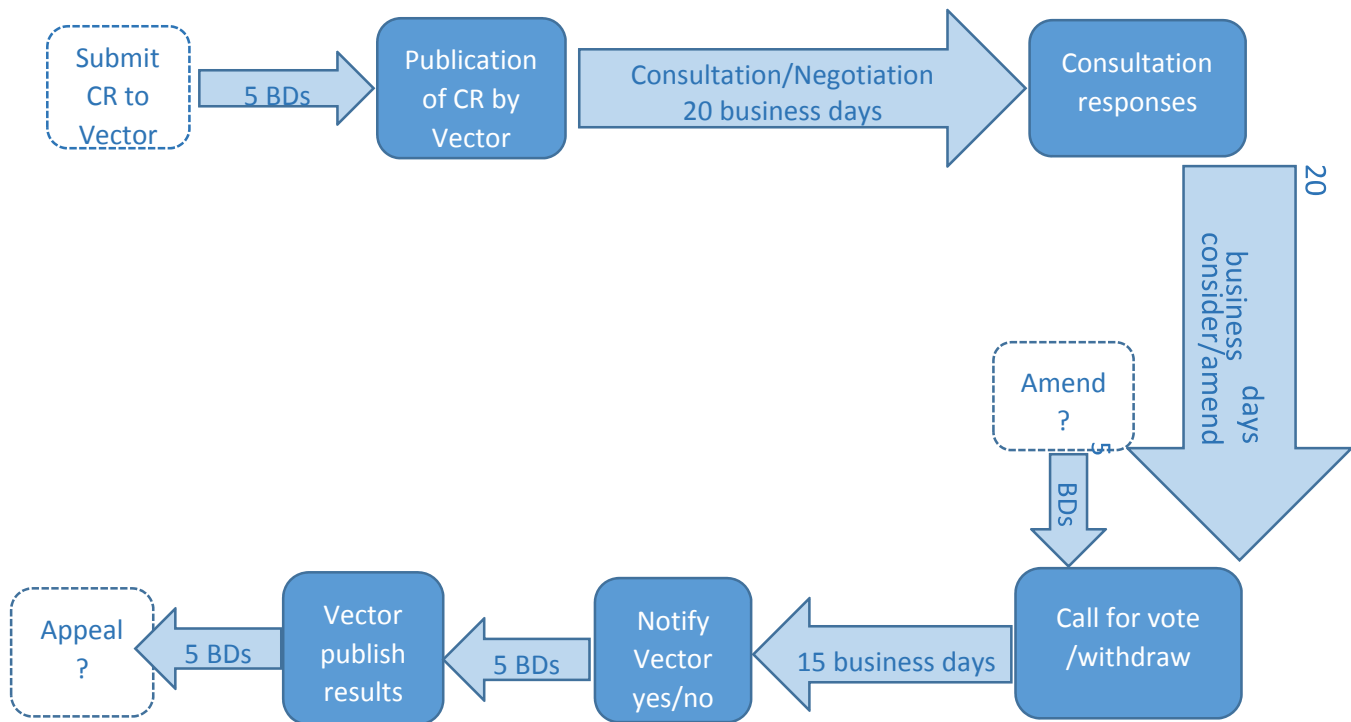 Submit
CR to
Vector
5 BDs
Publication
of CR by
Vector
Consultation/Negotiation
20 business days
Consultation
responses
20
business days
consider/amend
Amend
?
5
BDs
Call for vote
/withdraw
15 business days
Notify
Vector
yes/no
5 BDs
Vector
publish
results
5 BDs
Appeal
?